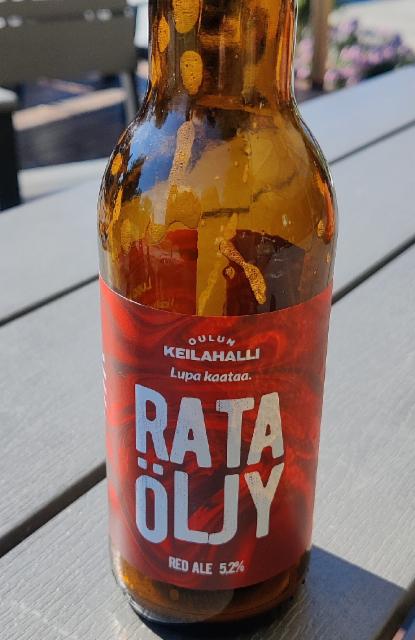 OULUN
KEILAHALLI
Lupa kaataa.
RATA
ÖLJY
RED ALE 5,2%